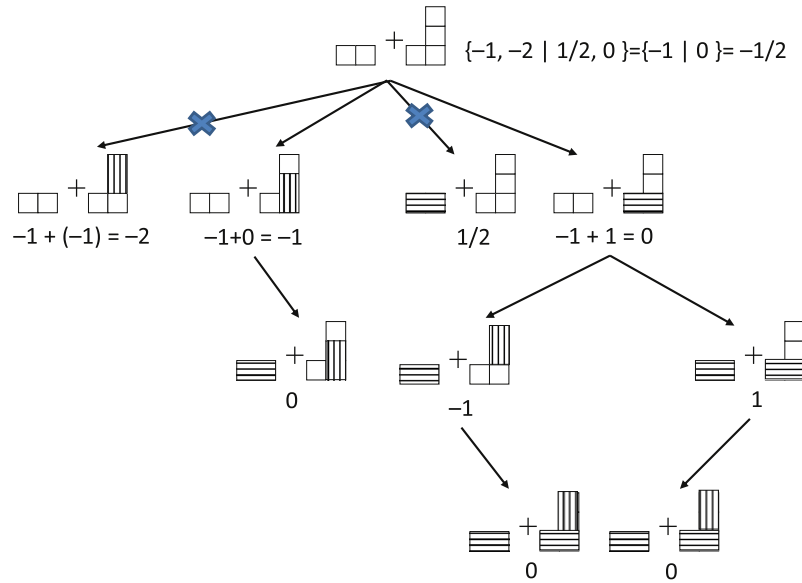 + {–1, –2 | 1/2, 0 }={–1 | 0 }= –1/2
+ + + +
–1 + (–1) = –2 –1+0 = –1 1/2 –1 + 1 = 0
+ + +
0 –1 1
+ +
0 0